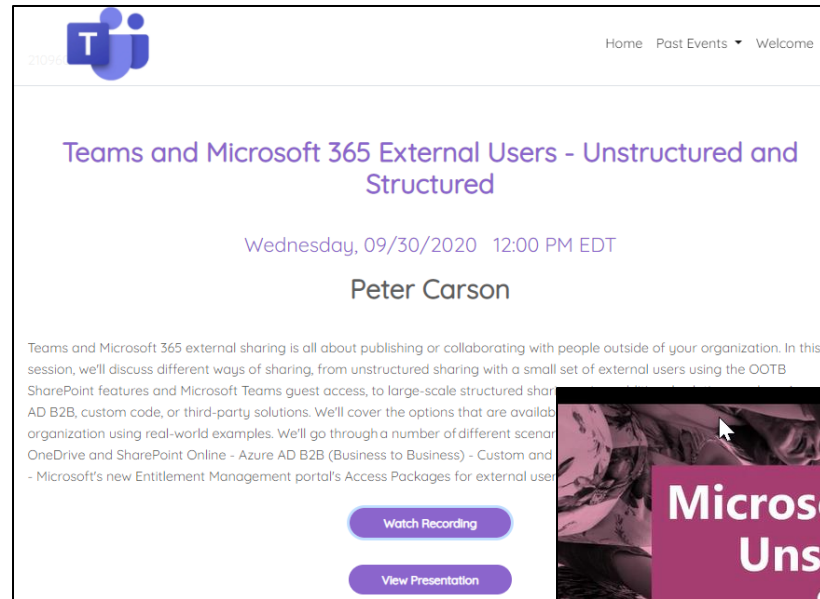 T
Home Past Events Welcome
Teams and Microsoft 365 External Users - Unstructured and
Structured
Wednesday, 09/30/2020 12:00 PM EDT
Peter Carson
Teams and Microsoft 365 external sharing is all about publishing or collaborating with people outside of your organization. In this
session, we'll discuss different ways of sharing, from unstructured sharing with a small set of external users using the OOTB
SharePoint features and Microsoft Teams guest access, to large-scale structured
AD B2B, custom code, or third-party solutions. We'll cover the options that are
organization using real-world examples. We'll go through a number of different
OneDrive and SharePoint Online - Azure AD B2B (Business to Business) - Custom and
- Microsoft's new Entitlement Management portal's Access Packages for external
Watch Recording
View Presentation